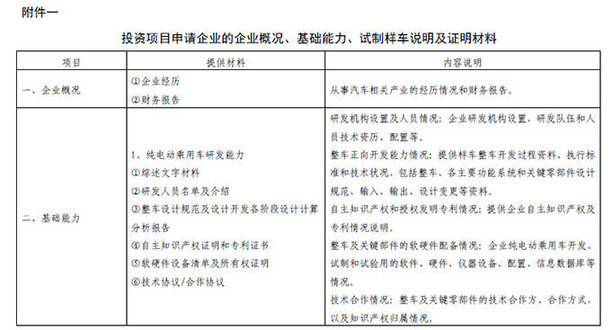 附件一
投资项目申请企业的企业概况、基础能力、试制样车说明及证明材料
项目
提供材料
内容说明
一、企业概况
①企业经历
②财务报告
从事汽车相关产业的经历情况和财务报告。
二、基础能力
1、纯电动乘用车研发能力
①综述文字材料
②研发人员名单及介绍
③整车设计规范及设计开发各阶段设计计算
分析报告
④自主知识产权证明和专利证书
⑤软硬件设备清单及所有权证明
⑥技术协议/合作协议
研发机构设置及人员情况：企业研发机构设置、研发队伍和人
员技术资历、配置等。
整车正向开发能力情况：提供样车整车开发过程资料、执行标
准和技术状况，包括整车、各主要功能系统和关键零部件设计
规范、输入、输出、设计变更等资料。
自主知识产权和授权发明专利情况：提供企业自主知识产权及
专利情况说明。
整车及关键部件的软硬件配备情况：企业纯电动乘用车开发、
试制和试验用的软件、硬件、仪器设备、配置、信息数据库等
情况。
技术合作情况：整车及关键零部件的技术合作方、合作方式，
以及知识产权归属情况。